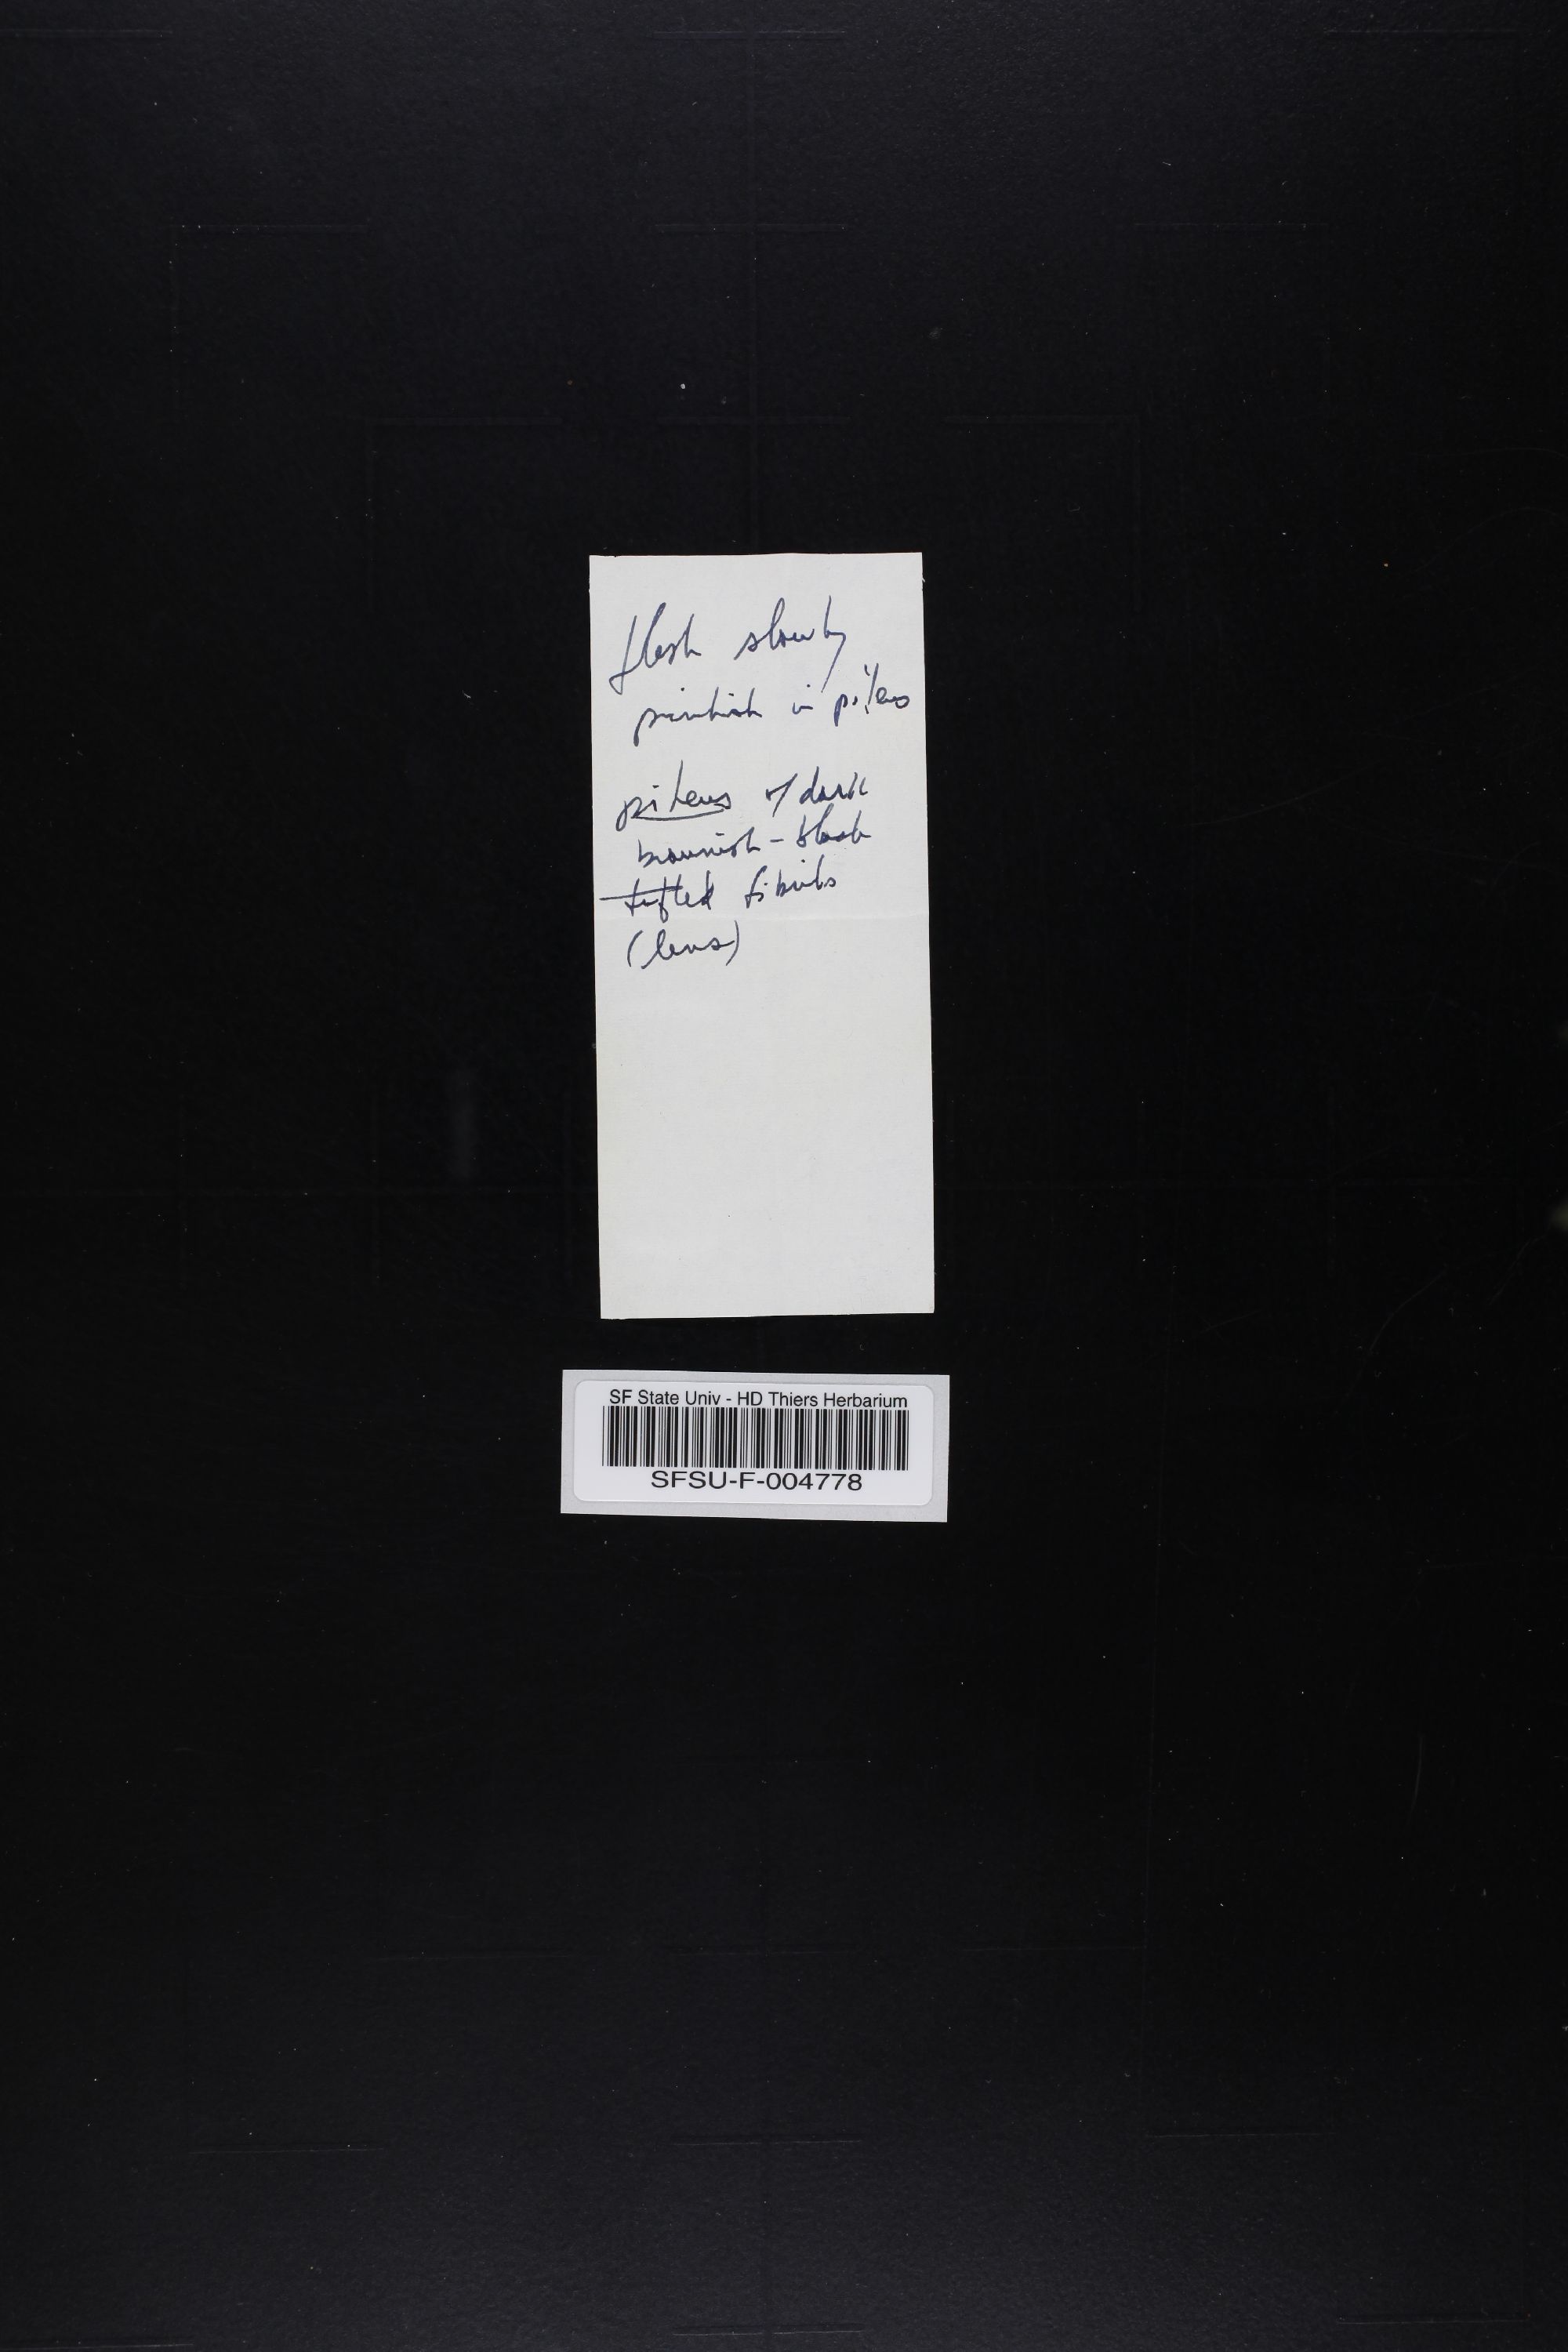 flesh slowly
pinkish in pileus
pileus w/ dark
brownish-black
tufted fibrils
(lens)
SF State Univ - HD Thiers Herbarium
SFSU-F-004778